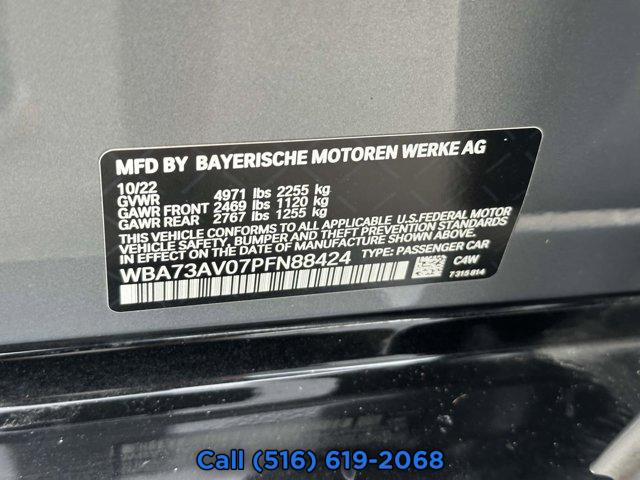 MFD BY BAYERISCHE MOTOREN WERKE AG
10/22
GVWR 4971 lbs 2255 kg
GAWR FRONT 2469 lbs 1120 kg
GAWR REAR 2767 lbs 1255 kg
THIS VEHICLE CONFORMS TO ALL APPLICABLE U.S.FEDERAL MOTOR
VEHICLE SAFETY, BUMPER AND THEFT PREVENTION STANDARDS
IN EFFECT ON THE DATE OF MANUFACTURE SHOWN ABOVE
WBA73AV07PFN88424 TYPE: PASSENGER CAR
C4W
7315814
Call (516) 619-2068